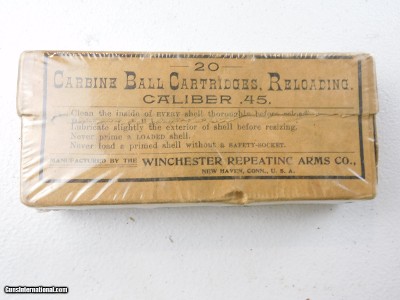 20
CARBINE BALL CARTRIDGES, RELOADING.
CALIBER .45.
Clean the inside of EVERY shell thoroughly before
Lubricate slightly the exterior of shell before resizing.
Never prime a LOADED shell.
Never load a primed shell without a SAFETY-SOCKET.
MANUFACTURED BY THE WINCHESTER REPEATING ARMS CO.,
NEW HAVEN, CONN., U. S. A.
GunsInternational.com